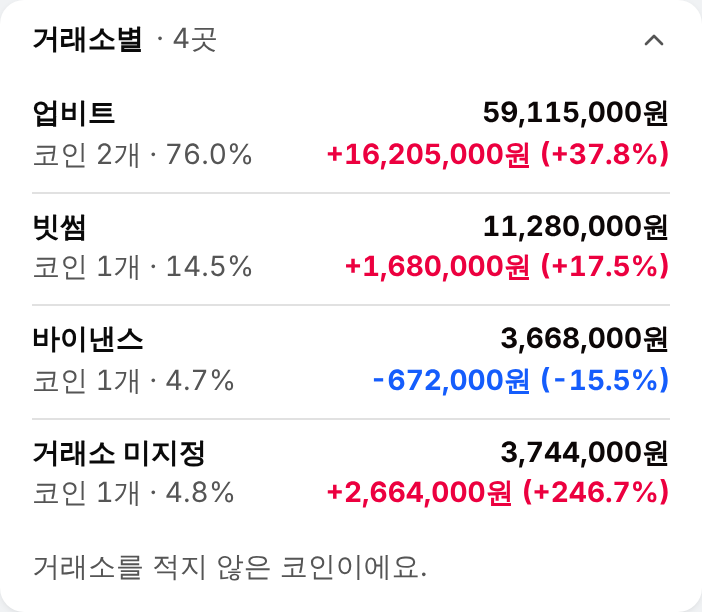 거래소별 · 4곳
업비트 59,115,000원
코인 2개 · 76.0% +16,205,000원 (+37.8%)
빗썸 11,280,000원
코인 1개 · 14.5% +1,680,000원 (+17.5%)
바이낸스 3,668,000원
코인 1개 · 4.7% -672,000원 (-15.5%)
거래소 미지정 3,744,000원
코인 1개 · 4.8% +2,664,000원 (+246.7%)
거래소를 적지 않은 코인이에요.